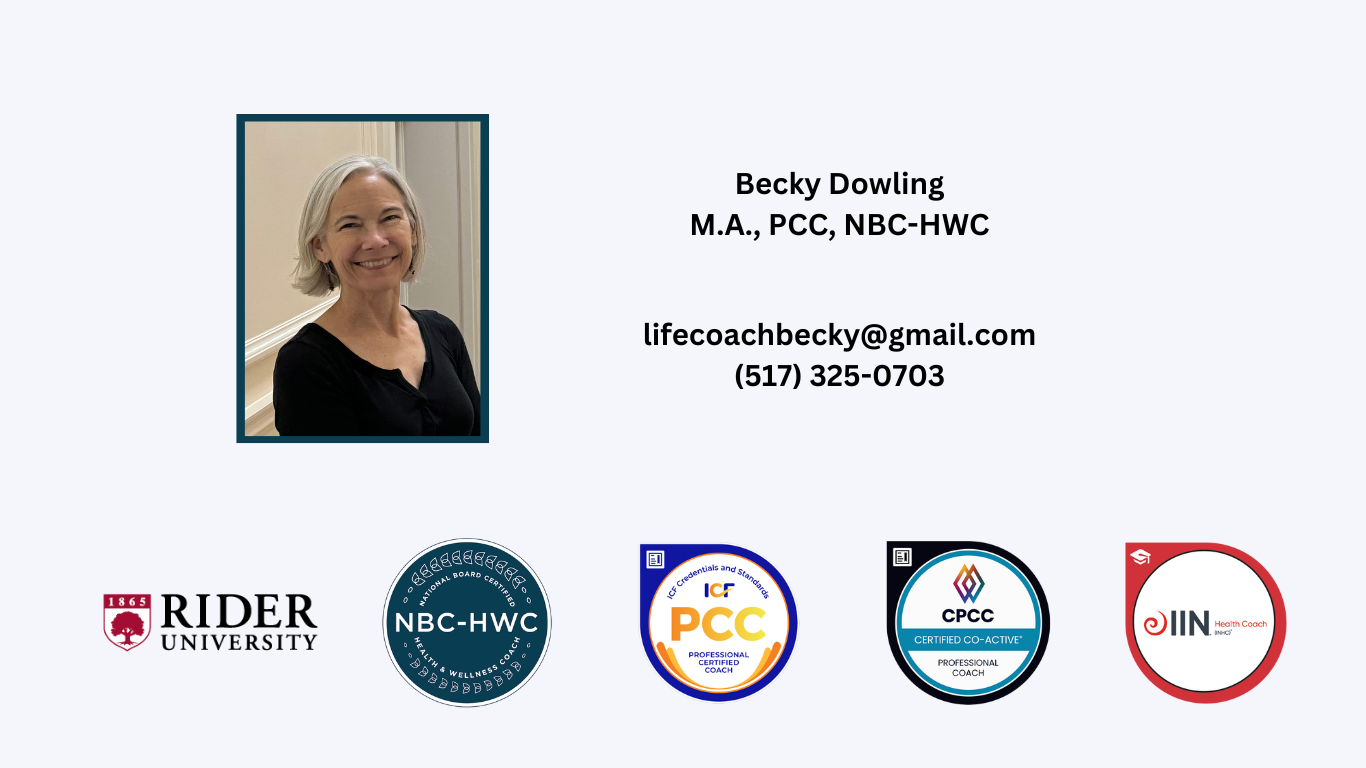 Becky Dowling
M.A., PCC, NBC-HWC
lifecoachbecky@gmail.com
(517) 325-0703
1865
RIDER
UNIVERSITY
NATIONAL BOARD CERTIFIED
NBC-HWC
HEALTH & WELLNESS COACH
ICF Credentials and Standards
ICF
PCC
PROFESSIONAL
CERTIFIED
COACH
CPCC
CERTIFIED CO-ACTIVE®
PROFESSIONAL
COACH
IIN Health Coach